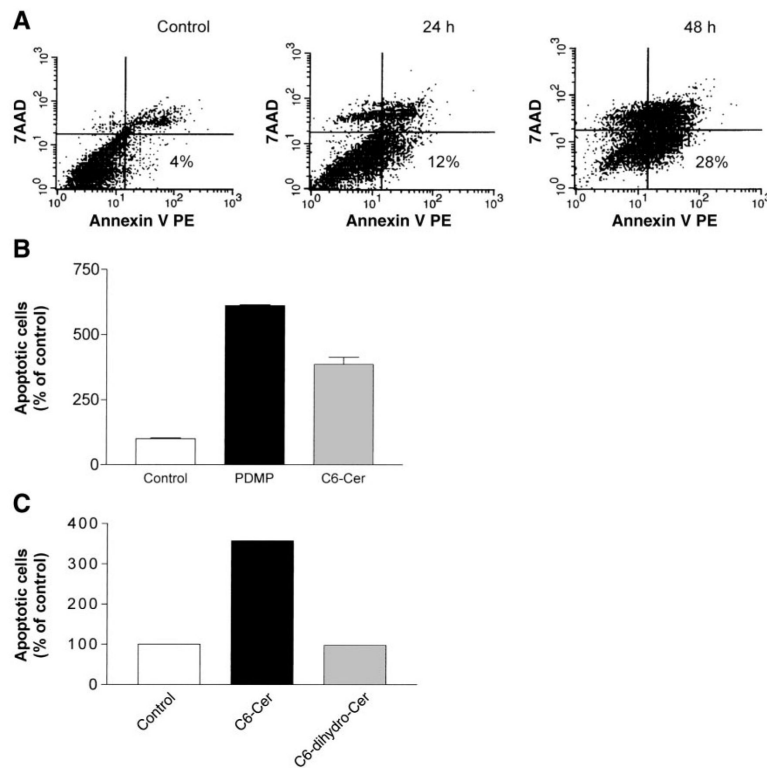 A
Control
24 h
48 h
7AAD
10³
10²
10¹
10⁰
4%
10⁰ 10¹ 10² 10³
Annexin V PE
7AAD
10³
10²
10¹
10⁰
12%
10⁰ 10¹ 10² 10³
Annexin V PE
7AAD
10³
10²
10¹
10⁰
28%
10⁰ 10¹ 10² 10³
Annexin V PE
B
Apoptotic cells
(% of control)
750
500
250
0
Control PDMP C6-Cer
C
Apoptotic cells
(% of control)
400
300
200
100
0
Control
C6-Cer
C6-dihydro-Cer